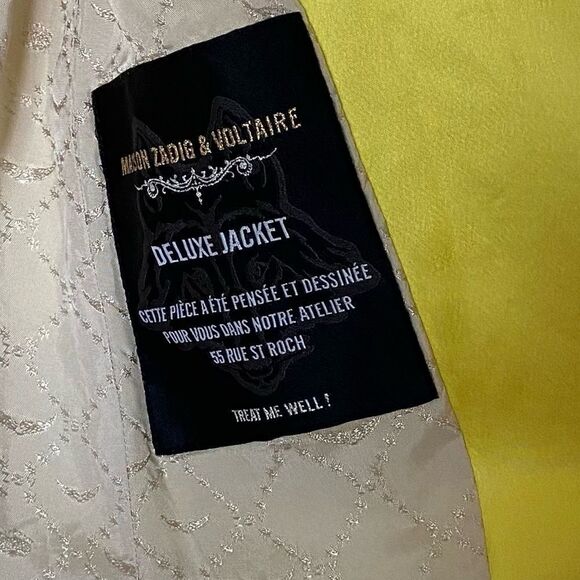 MAISON ZADIG & VOLTAIRE
DELUXE JACKET
CETTE PIÈCE A ÉTÉ PENSÉE ET DESSINÉE
POUR VOUS DANS NOTRE ATELIER
55 RUE ST ROCH
TREAT ME WELL!